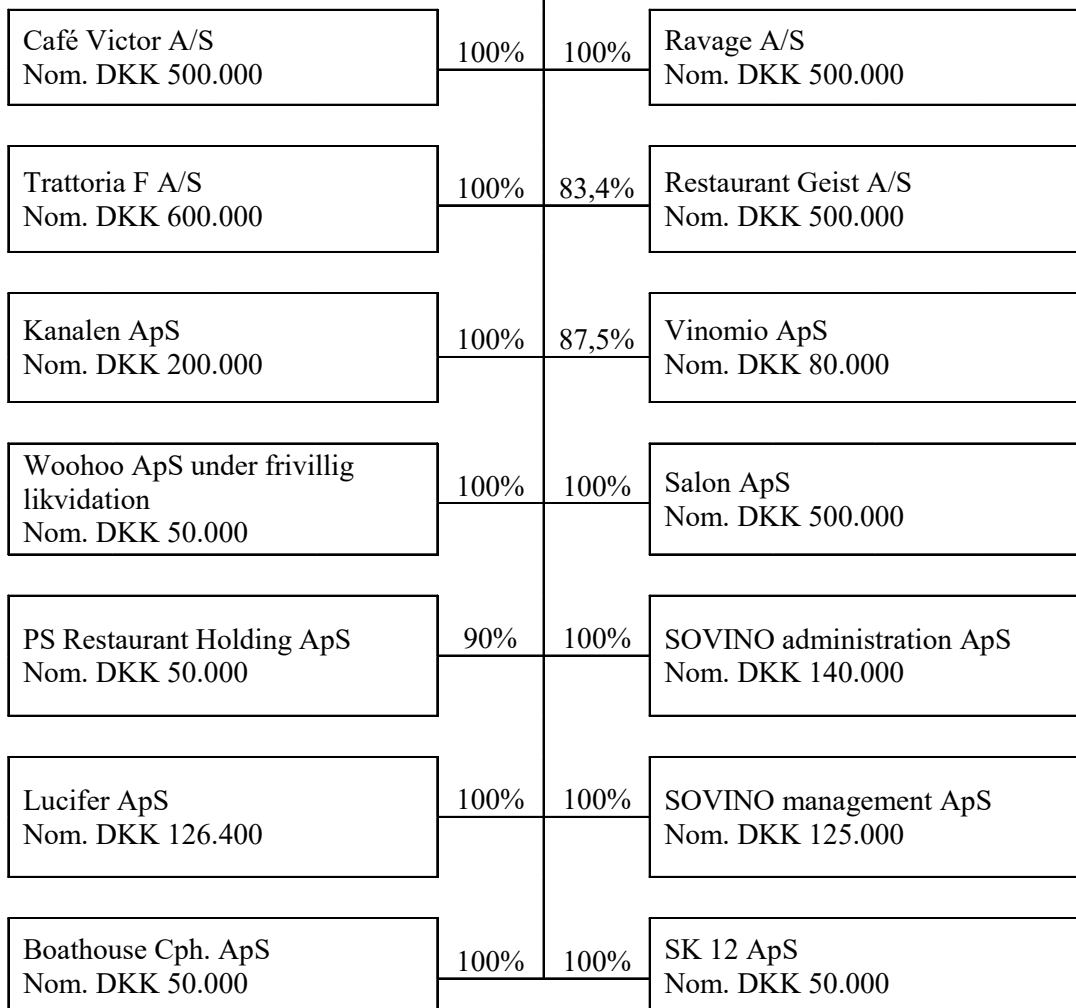 Café Victor A/S
Nom. DKK 500.000
100%
100%
Ravage A/S
Nom. DKK 500.000
Trattoria F A/S
Nom. DKK 600.000
100%
83,4%
Restaurant Geist A/S
Nom. DKK 500.000
Kanalen ApS
Nom. DKK 200.000
100%
87,5%
Vinomio ApS
Nom. DKK 80.000
Woohoo ApS under frivillig
likvidation
Nom. DKK 50.000
100%
100%
Salon ApS
Nom. DKK 500.000
PS Restaurant Holding ApS
Nom. DKK 50.000
90%
100%
SOVINO administration ApS
Nom. DKK 140.000
Lucifer ApS
Nom. DKK 126.400
100%
100%
SOVINO management ApS
Nom. DKK 125.000
Boathouse Cph. ApS
Nom. DKK 50.000
100%
100%
SK 12 ApS
Nom. DKK 50.000